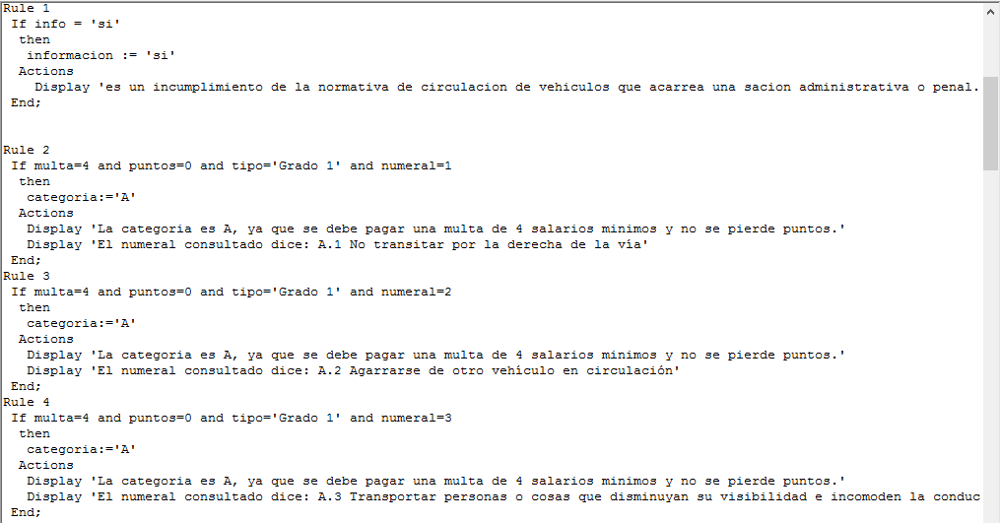 Rule 1
If info = 'si'
then
informacion := 'si'
Actions
Display 'es un incumplimiento de la normativa de circulacion de vehiculos que acarrea una sacion administrativa o penal.
End;
Rule 2
If multa=4 and puntos=0 and tipo='Grado 1' and numeral=1
then
categoria:='A'
Actions
Display 'La categoria es A, ya que se debe pagar una multa de 4 salarios minimos y no se pierde puntos.'
Display 'El numeral consultado dice: A.1 No transitar por la derecha de la vía'
End;
Rule 3
If multa=4 and puntos=0 and tipo='Grado 1' and numeral=2
then
categoria:='A'
Actions
Display 'La categoria es A, ya que se debe pagar una multa de 4 salarios minimos y no se pierde puntos.'
Display 'El numeral consultado dice: A.2 Agarrarse de otro vehículo en circulación'
End;
Rule 4
If multa=4 and puntos=0 and tipo='Grado 1' and numeral=3
then
categoria:='A'
Actions
Display 'La categoria es A, ya que se debe pagar una multa de 4 salarios minimos y no se pierde puntos.'
Display 'El numeral consultado dice: A.3 Transportar personas o cosas que disminuyan su visibilidad e incomoden la conduc
End;